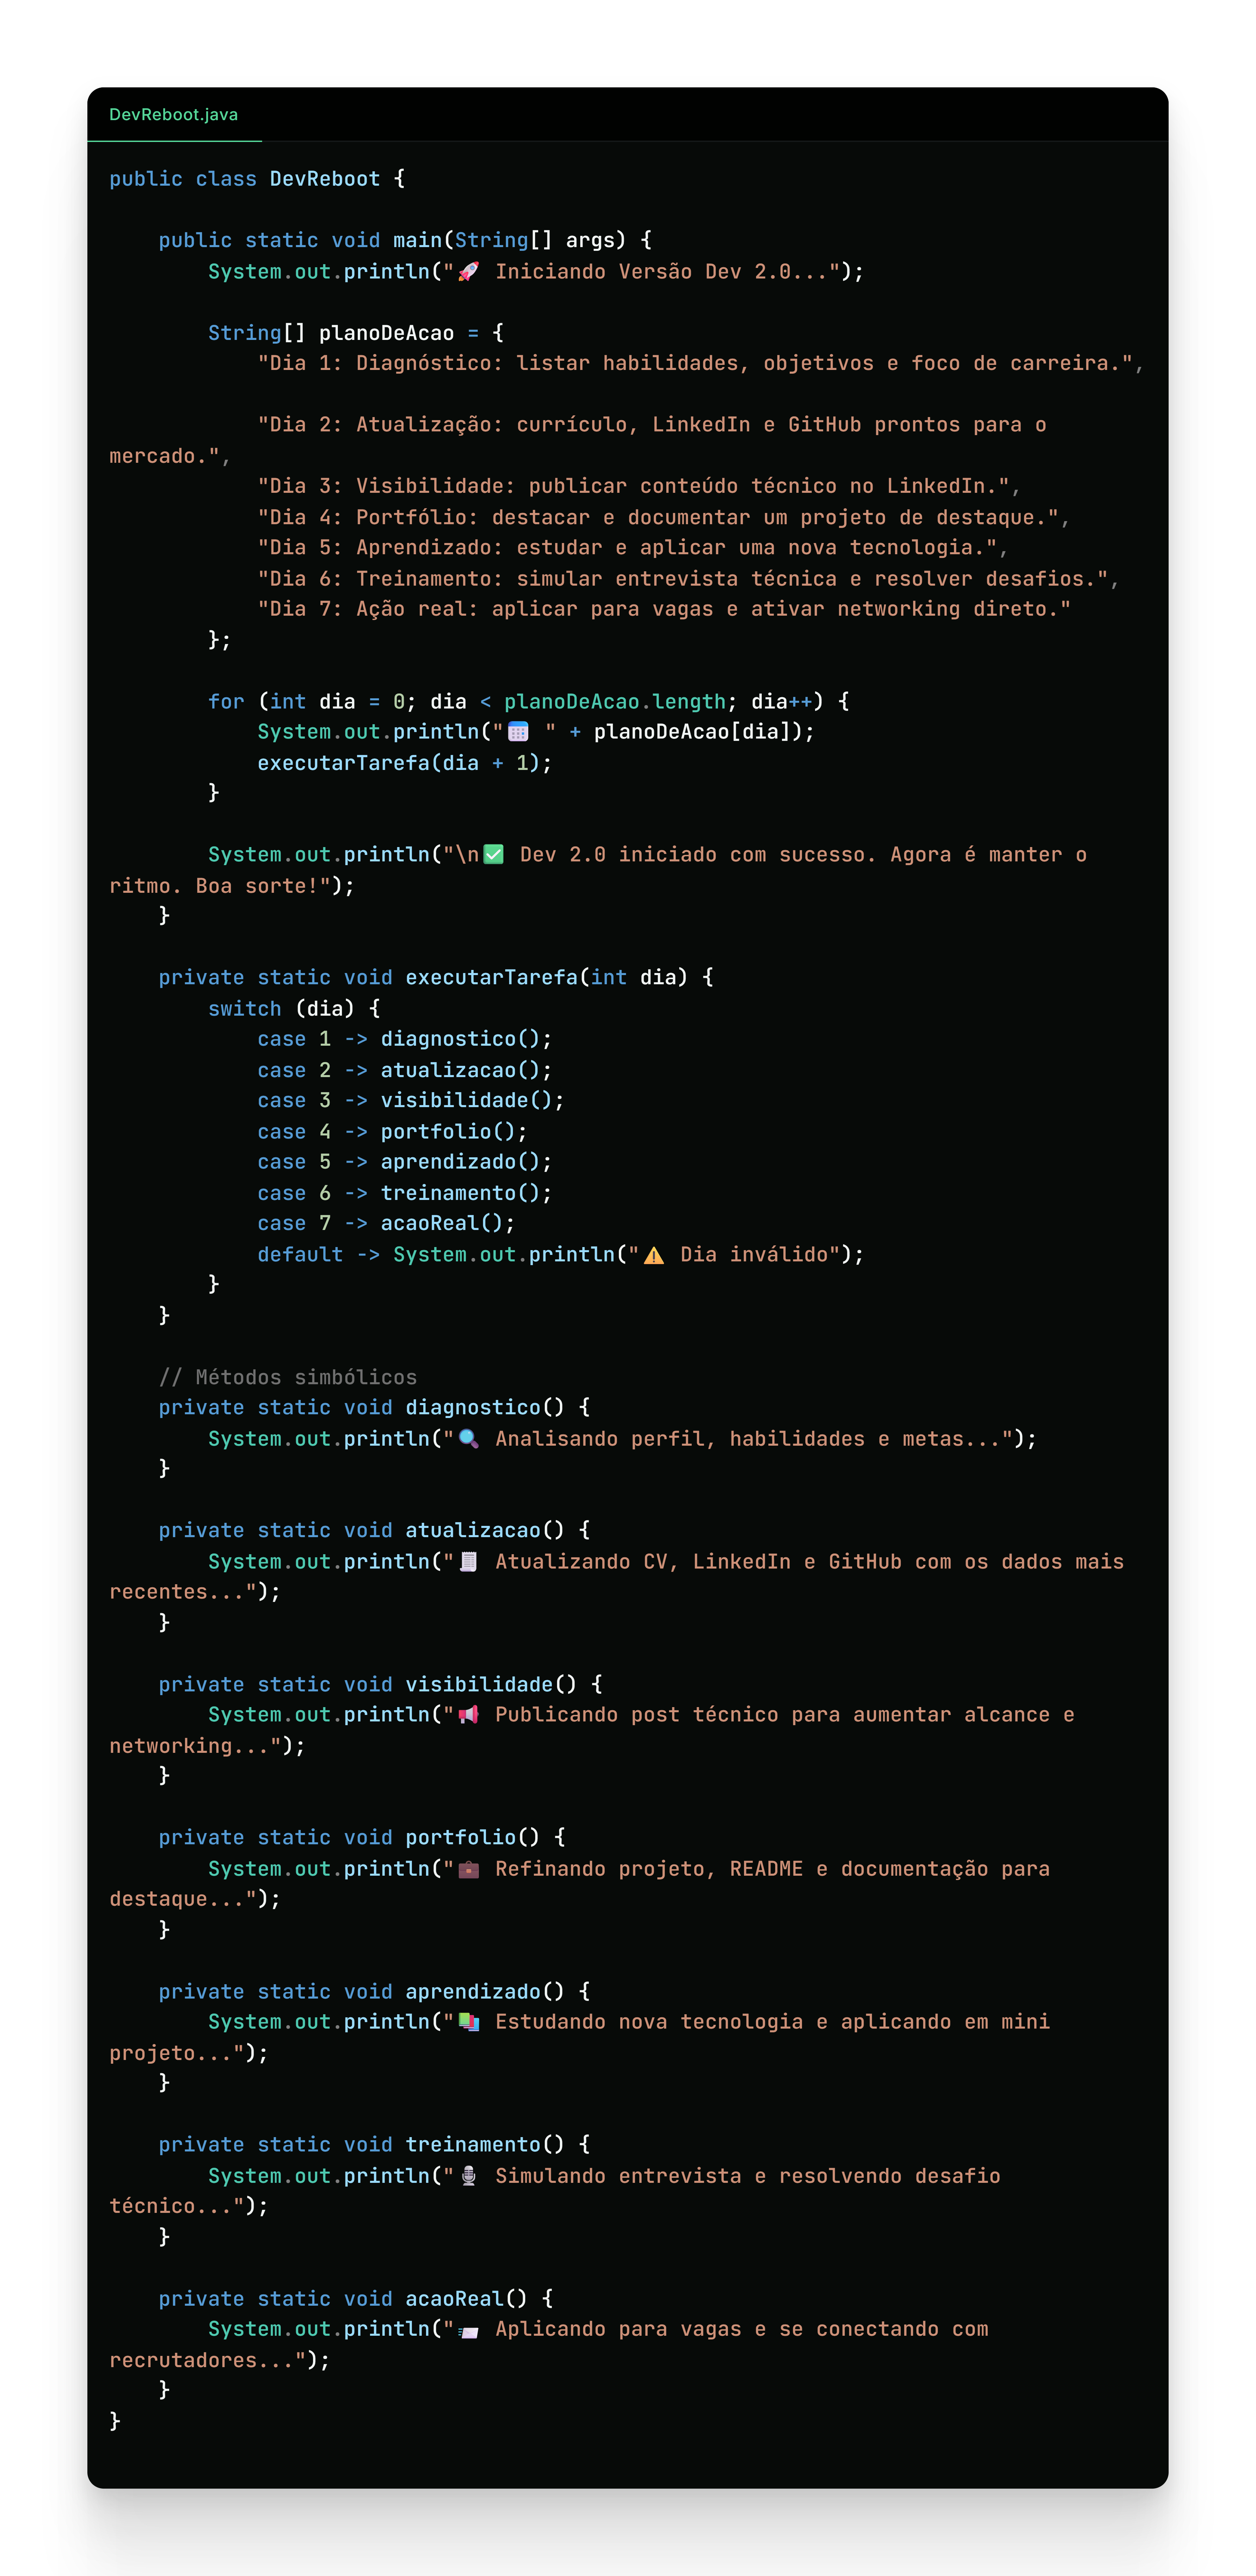 DevReboot.java
public class DevReboot {
    public static void main(String[] args) {
        System.out.println("🚀 Iniciando Versão Dev 2.0...");
        String[] planoDeAcao = {
            "Dia 1: Diagnóstico: listar habilidades, objetivos e foco de carreira.",
            "Dia 2: Atualização: currículo, LinkedIn e GitHub prontos para o
mercado.",
            "Dia 3: Visibilidade: publicar conteúdo técnico no LinkedIn.",
            "Dia 4: Portfólio: destacar e documentar um projeto de destaque.",
            "Dia 5: Aprendizado: estudar e aplicar uma nova tecnologia.",
            "Dia 6: Treinamento: simular entrevista técnica e resolver desafios.",
            "Dia 7: Ação real: aplicar para vagas e ativar networking direto."
        };
        for (int dia = 0; dia < planoDeAcao.length; dia++) {
            System.out.println("🗓️ " + planoDeAcao[dia]);
            executarTarefa(dia + 1);
        }
        System.out.println("\n✅ Dev 2.0 iniciado com sucesso. Agora é manter o
ritmo. Boa sorte!");
    }
    private static void executarTarefa(int dia) {
        switch (dia) {
            case 1 -> diagnostico();
            case 2 -> atualizacao();
            case 3 -> visibilidade();
            case 4 -> portfolio();
            case 5 -> aprendizado();
            case 6 -> treinamento();
            case 7 -> acaoReal();
            default -> System.out.println("⚠️ Dia inválido");
        }
    }
    // Métodos simbólicos
    private static void diagnostico() {
        System.out.println("🔍 Analisando perfil, habilidades e metas...");
    }
    private static void atualizacao() {
        System.out.println("🧾 Atualizando CV, LinkedIn e GitHub com os dados mais
recentes...");
    }
    private static void visibilidade() {
        System.out.println("📢 Publicando post técnico para aumentar alcance e
networking...");
    }
    private static void portfolio() {
        System.out.println("💼 Refinando projeto, README e documentação para
destaque...");
    }
    private static void aprendizado() {
        System.out.println("📚 Estudando nova tecnologia e aplicando em mini
projeto...");
    }
    private static void treinamento() {
        System.out.println("🎙️ Simulando entrevista e resolvendo desafio
técnico...");
    }
    private static void acaoReal() {
        System.out.println("📨 Aplicando para vagas e se conectando com
recrutadores...");
    }
}